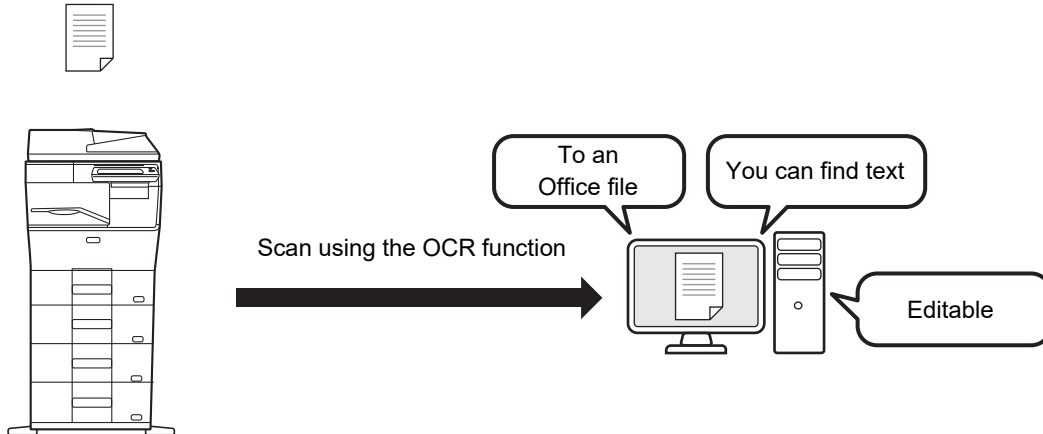 To an
Office file
You can find text
Scan using the OCR function
Editable